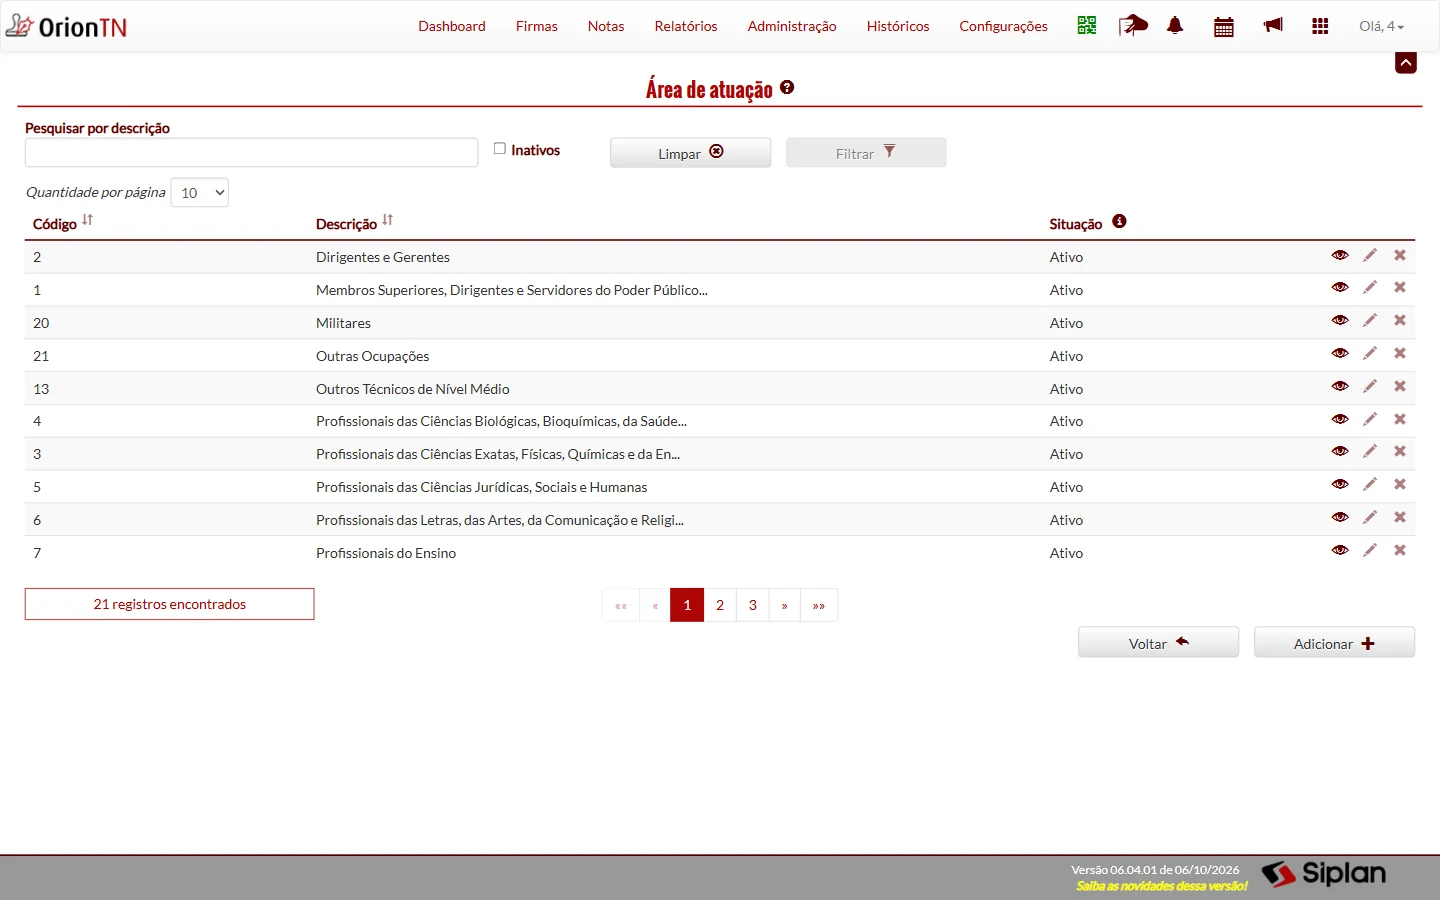 OrionTN
Dashboard Firmas Notas Relatórios Administração Históricos Configurações Olá, 4
Área de atuação
Pesquisar por descrição
Inativos
Limpar
Filtrar
Quantidade por página 10
Código Descrição Situação
2 Dirigentes e Gerentes Ativo
1 Membros Superiores, Dirigentes e Servidores do Poder Público... Ativo
20 Militares Ativo
21 Outras Ocupações Ativo
13 Outros Técnicos de Nível Médio Ativo
4 Profissionais das Ciências Biológicas, Bioquímicas, da Saúde... Ativo
3 Profissionais das Ciências Exatas, Físicas, Químicas e da En... Ativo
5 Profissionais das Ciências Jurídicas, Sociais e Humanas Ativo
6 Profissionais das Letras, das Artes, da Comunicação e Religi... Ativo
7 Profissionais do Ensino Ativo
21 registros encontrados
«« « 1 2 3 » »»
Voltar
Adicionar
Versão 06.04.01 de 06/10/2026
Saiba as novidades dessa versão!
Siplan